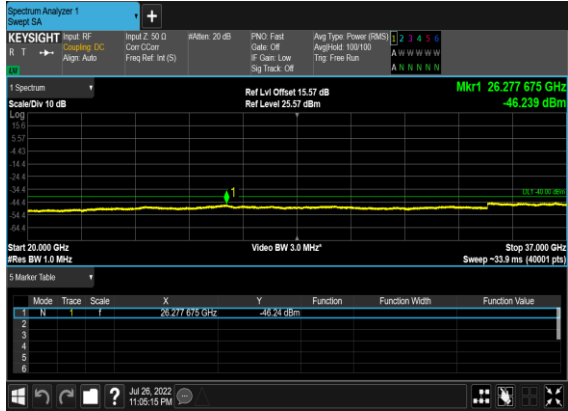 Spectrum Analyzer 1
Swept SA
+
KEYSIGHT Input: RF Input Z: 50 Ω #Atten: 20 dB PNO: Fast Avg Type: Power (RMS) 1 2 3 4 5 6
R T Coupling: DC Corr CCorr Gate: Off Avg|Hold: 100/100 A W W W W W
Align: Auto Freq Ref: Int (S) IF Gain: Low Trig: Free Run
LXI Sig Track: Off A N N N N N
1 Spectrum Ref Lvl Offset 15.57 dB Mkr1 26.277 675 GHz
Scale/Div 10 dB Ref Level 25.57 dBm -46.239 dBm
Log
15.6
5.57
-4.43
-14.4
-24.4
-34.4 1 DL1 -40.00 dBm
-44.4
-54.4
-64.4
Start 20.000 GHz Video BW 3.0 MHz* Stop 37.000 GHz
#Res BW 1.0 MHz Sweep ~33.9 ms (40001 pts)
5 Marker Table
Mode Trace Scale X Y Function Function Width Function Value
1 N 1 f 26.277 675 GHz -46.24 dBm
2
3
4
5
6
? Jul 26, 2022
11:05:15 PM